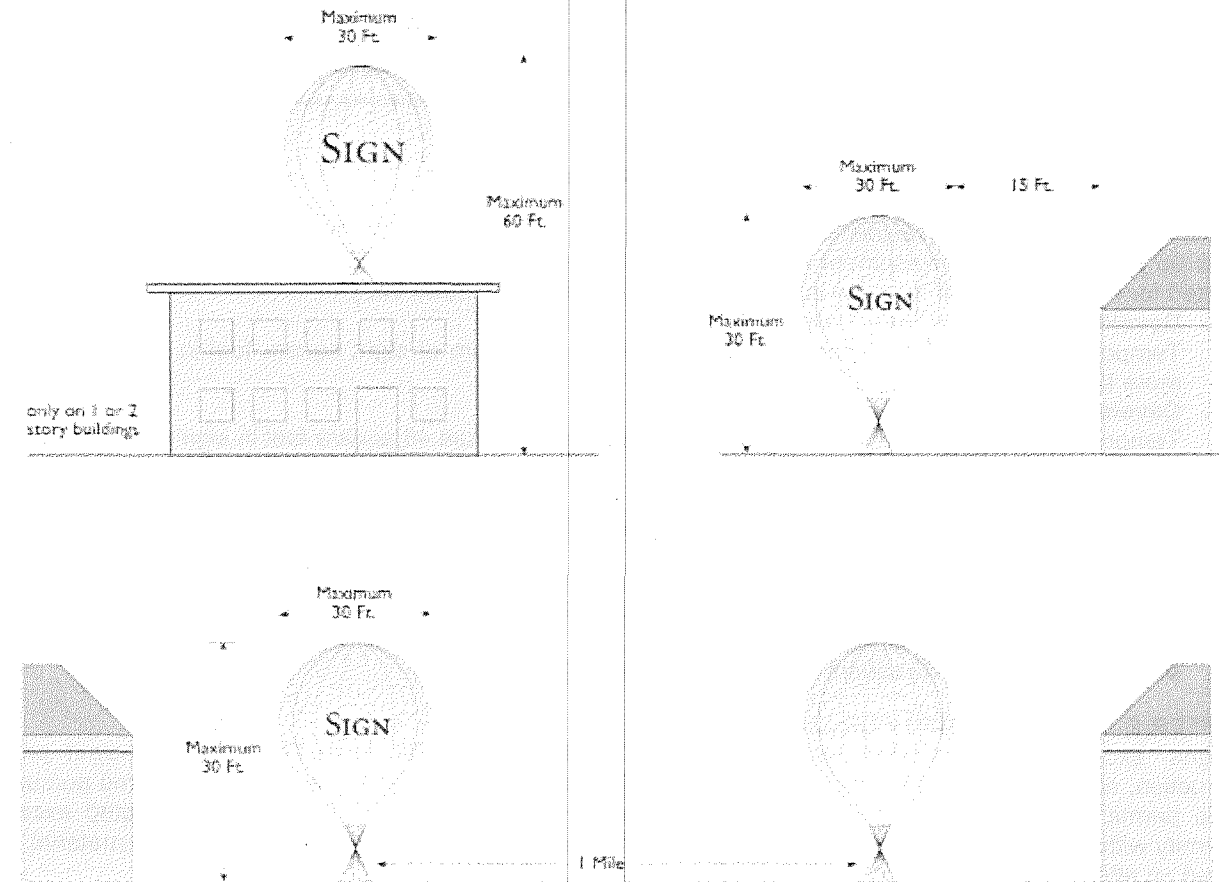 Maximum
30 Ft.
SIGN
Maximum
60 Ft.
only on 1 or 2
story buildings
Maximum
30 Ft.
15 Ft.
SIGN
Maximum
30 Ft.
Maximum
30 Ft.
SIGN
Maximum
30 Ft.
1 Mile